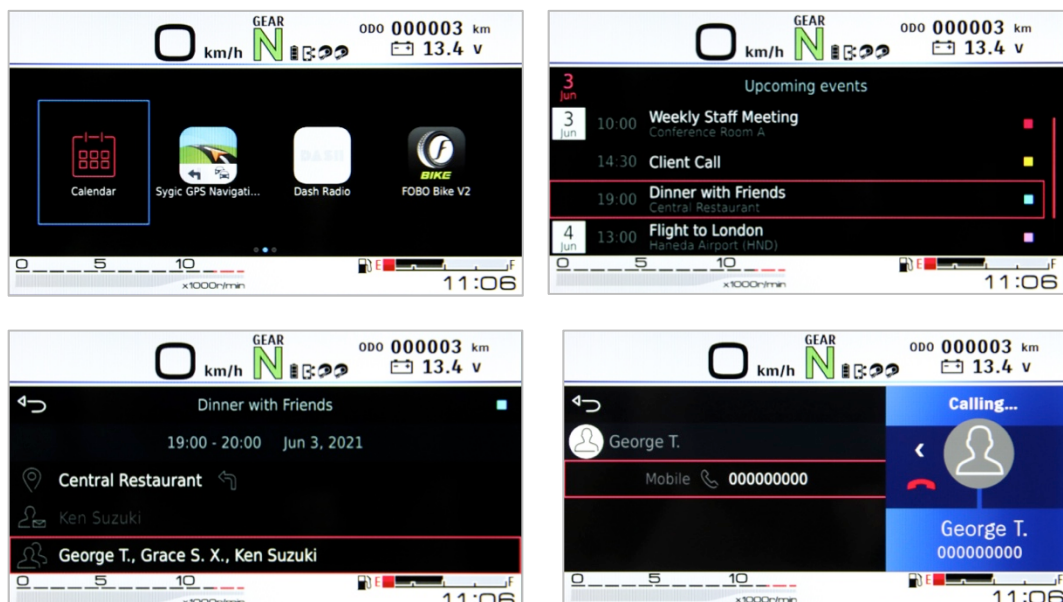 GEAR
0 km/h N ODO 000003 km
13.4 V
Calendar
Sygic GPS Navigati...
Dash Radio
BIKE
FOBO Bike V2
0 5 10
x1000r/min
E F
11:06
GEAR
0 km/h N ODO 000003 km
13.4 V
3
Jun
Upcoming events
3
Jun
10:00 Weekly Staff Meeting
Conference Room A
14:30 Client Call
19:00 Dinner with Friends
Central Restaurant
4
Jun
13:00 Flight to London
Haneda Airport (HND)
0 5 10
x1000r/min
E F
11:06
GEAR
0 km/h N ODO 000003 km
13.4 V
Dinner with Friends
19:00 - 20:00 Jun 3, 2021
Central Restaurant
Ken Suzuki
George T., Grace S. X., Ken Suzuki
0 5 10
x1000r/min
E F
11:06
GEAR
0 km/h N ODO 000003 km
13.4 V
George T.
Mobile 000000000
Calling...
George T.
000000000
0 5 10
x1000r/min
E F
11:06